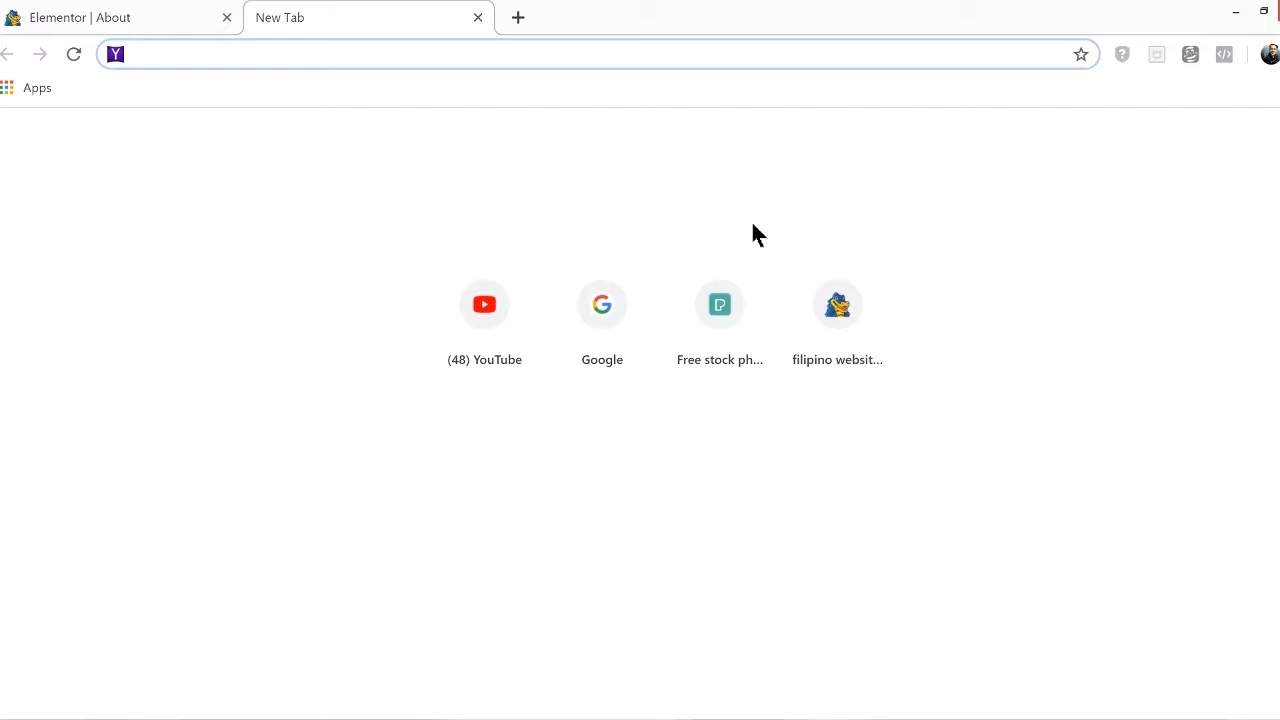 Elementor | About
New Tab
Y
Apps
(48) YouTube
Google
Free stock ph...
filipino websit...